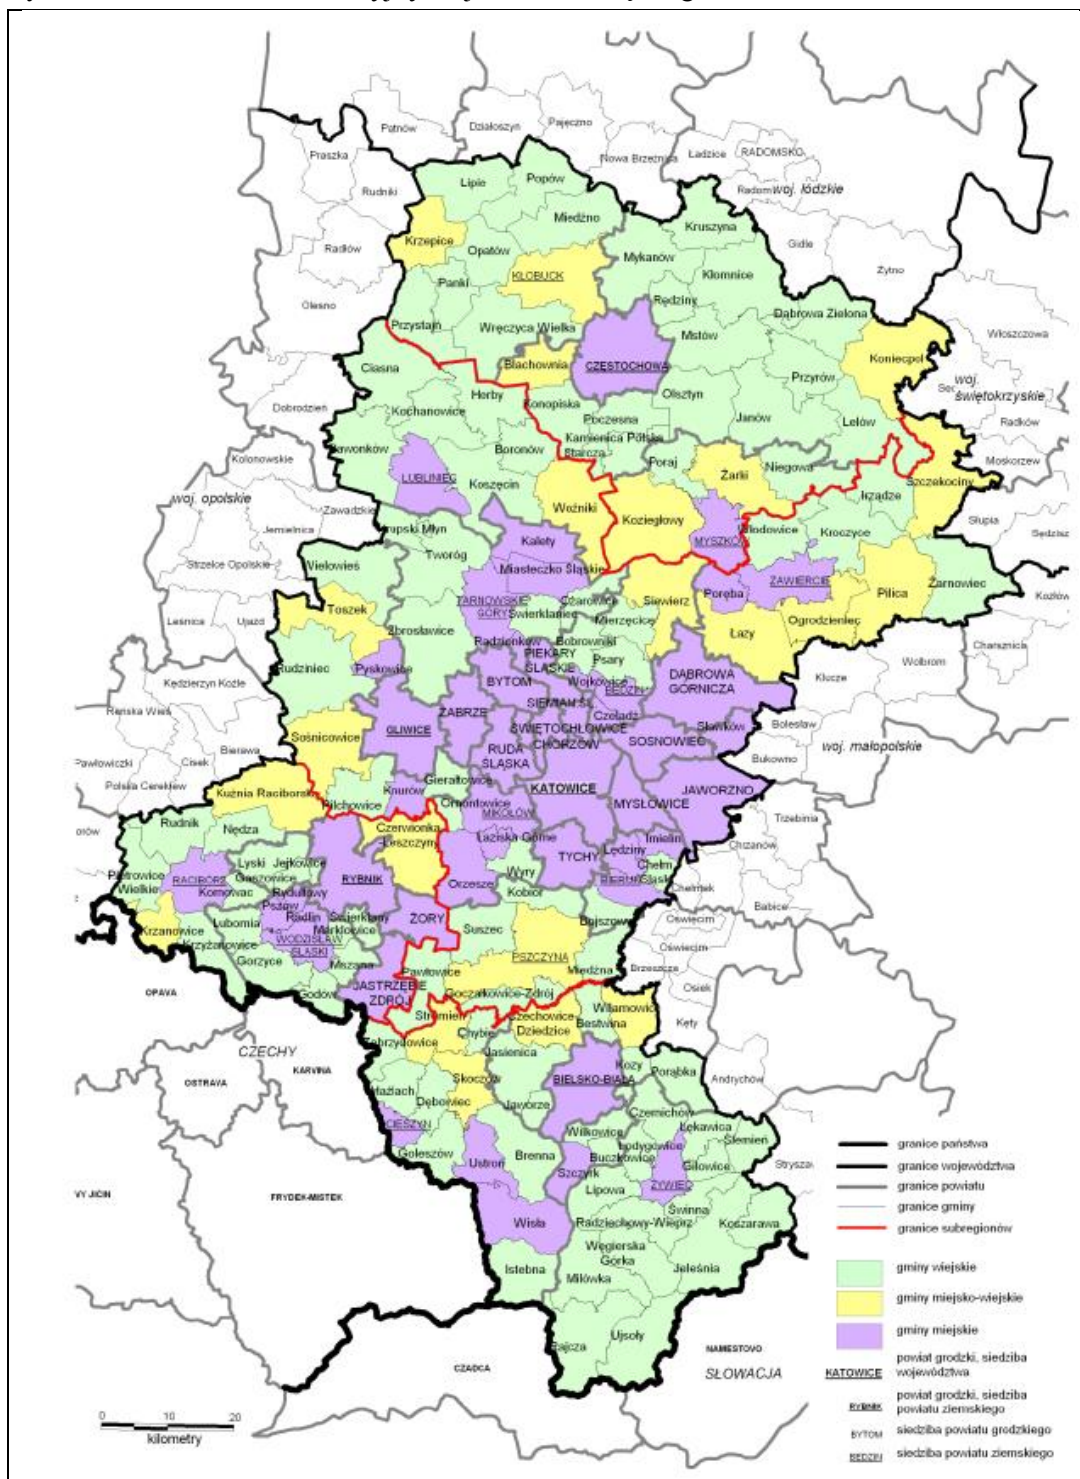 Patnów
Działoszyn
Pajęczno
Praszka
Nowa Brzeźnica
Ładzice
RADOMSKO
Rudniki
Lipie
Popów
Radom
woj. łódzkie
Miedźno
Kruszyna
Radłów
Krzepice
Opatów
Mykanów
Gidle
Żytno
KŁOBUCK
Kłomnice
Panki
Olesno
Rędziny
Dąbrowa Zielona
Przystajń
Wręczyca Wielka
Mstów
Włoszczowa
Koniecpol
Ciasna
Blachownia
CZĘSTOCHOWA
Przyrów
woj.
świętokrzyskie
Herby
Olsztyn
Dobrodzień
Kochanowice
Konopiska
Poczesna
Janów
Lelów
Radków
Kamienica Polska
Starcza
Boronów
Kolonowskie
Poraj
Żarki
Niegowa
Moskorzew
LUBLINIEC
Koszęcin
Szczekociny
Irządze
woj. opolskie
Zawadzkie
Woźniki
Koziegłowy
Słupia
Jemielnica
Krupski Młyn
Kalety
MYSZKÓW
Włodowice
Kroczyce
Tworóg
Strzelce Opolskie
Wielowieś
Miasteczko Śląskie
ZAWIERCIE
Żarnowiec
Poręba
Pilica
TARNOWSKIE
GÓRY
Ożarowice
Siewierz
Toszek
Świerklaniec
Mierzęcice
Leśnica
Ujazd
Ogrodzieniec
Zbrosławice
Łazy
Radzionków
Bobrowniki
Charsznica
PIEKARY
ŚLĄSKIE
Psary
Rudziniec
Pyskowice
Wolbrom
Kędzierzyn Koźle
BYTOM
Wojkowice
BĘDZIN
DĄBROWA
GÓRNICZA
Klucze
SIEMIAN.ŚL.
Reńska Wieś
ZABRZE
Czeladź
Bolesław
Sośnicowice
GLIWICE
ŚWIĘTOCHŁOWICE
Sławków
CHORZÓW
SOSNOWIEC
woj. małopolskie
Bierawa
RUDA
ŚLĄSKA
Bukowno
Pawłowiczki
Cisek
Gierałtowice
Polska Cerekiew
Kuźnia Raciborska
Knurów
KATOWICE
JAWORZNO
Pilchowice
Ornontowice
MYSŁOWICE
MIKOŁÓW
Trzebinia
Rudnik
Nędza
Czerwionka
-Leszczyny
Łaziska Górne
Imielin
Lędziny
Chrzanów
TYCHY
Lyski
Jejkowice
Chełm
Śląski
Pietrowice
Wielkie
RACIBÓRZ
Gaszowice
RYBNIK
Wyry
BIERUŃ
Chełmek
Kornowac
Rydułtowy
Orzesze
Kobiór
Babice
Pszów
Radlin
Świerklany
ŻORY
Bojszowy
Oświęcim
Lubomia
Marklowice
Suszec
Krzanowice
Krzyżanowice
WODZISŁAW
ŚLĄSKI
Oświęcim
Gorzyce
Mszana
PSZCZYNA
Brzeszcze
Pawłowice
Miedźna
Osiek
OPAVA
Godów
JASTRZĘBIE
ZDRÓJ
Goczałkowice-Zdrój
Strumień
Czechowice
Dziedzice
Wilamowice
Bestwina
Kęty
CZECHY
Zebrzydowice
Chybie
Jasienica
KARVINA
OSTRAVA
Kozy
Porąbka
Andrychów
Hażlach
Skoczów
BIELSKO-BIAŁA
Dębowiec
Jaworze
Czernichów
CIESZYN
Wilkowice
Łękawica
Ślemień
Goleszów
Brenna
Łodygowice
Buczkowice
Ustroń
Szczyrk
Gilowice
Stryszaw
VY JICIN
FRYDEK-MISTEK
Lipowa
ŻYWIEC
Świnna
Wisła
Radziechowy-Wieprz
Koszarawa
Węgierska
Górka
Istebna
Milówka
Jeleśnia
Rajcza
Ujsoły
NAMESTOVO
CZADCA
SŁOWACJA
granice państwa
granice województwa
granice powiatu
granice gminy
granice subregionów
gminy wiejskie
gminy miejsko-wiejskie
gminy miejskie
KATOWICE
powiat grodzki, siedziba
województwa
RYBNIK
powiat grodzki, siedziba
powiatu ziemskiego
BYTOM
siedziba powiatu grodzkiego
BĘDZIN
siedziba powiatu ziemskiego
0 10 20
kilometry